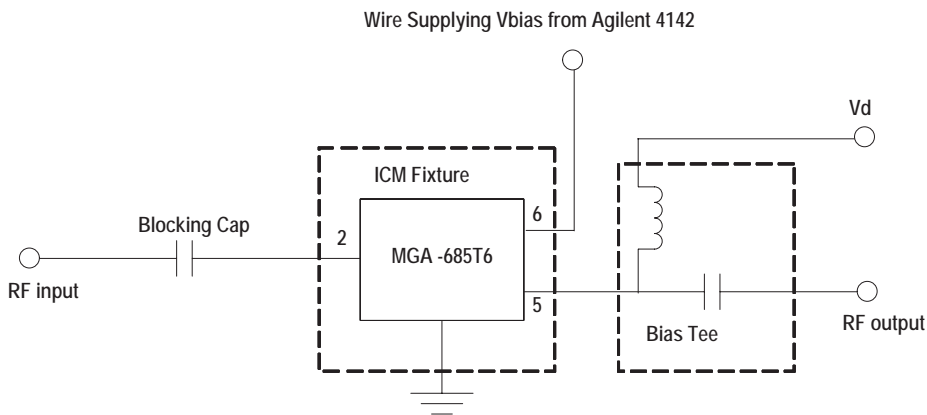 Wire Supplying Vbias from Agilent 4142
Vd
ICM Fixture
Blocking Cap
2
6
MGA -685T6
RF input
5
Bias Tee
RF output